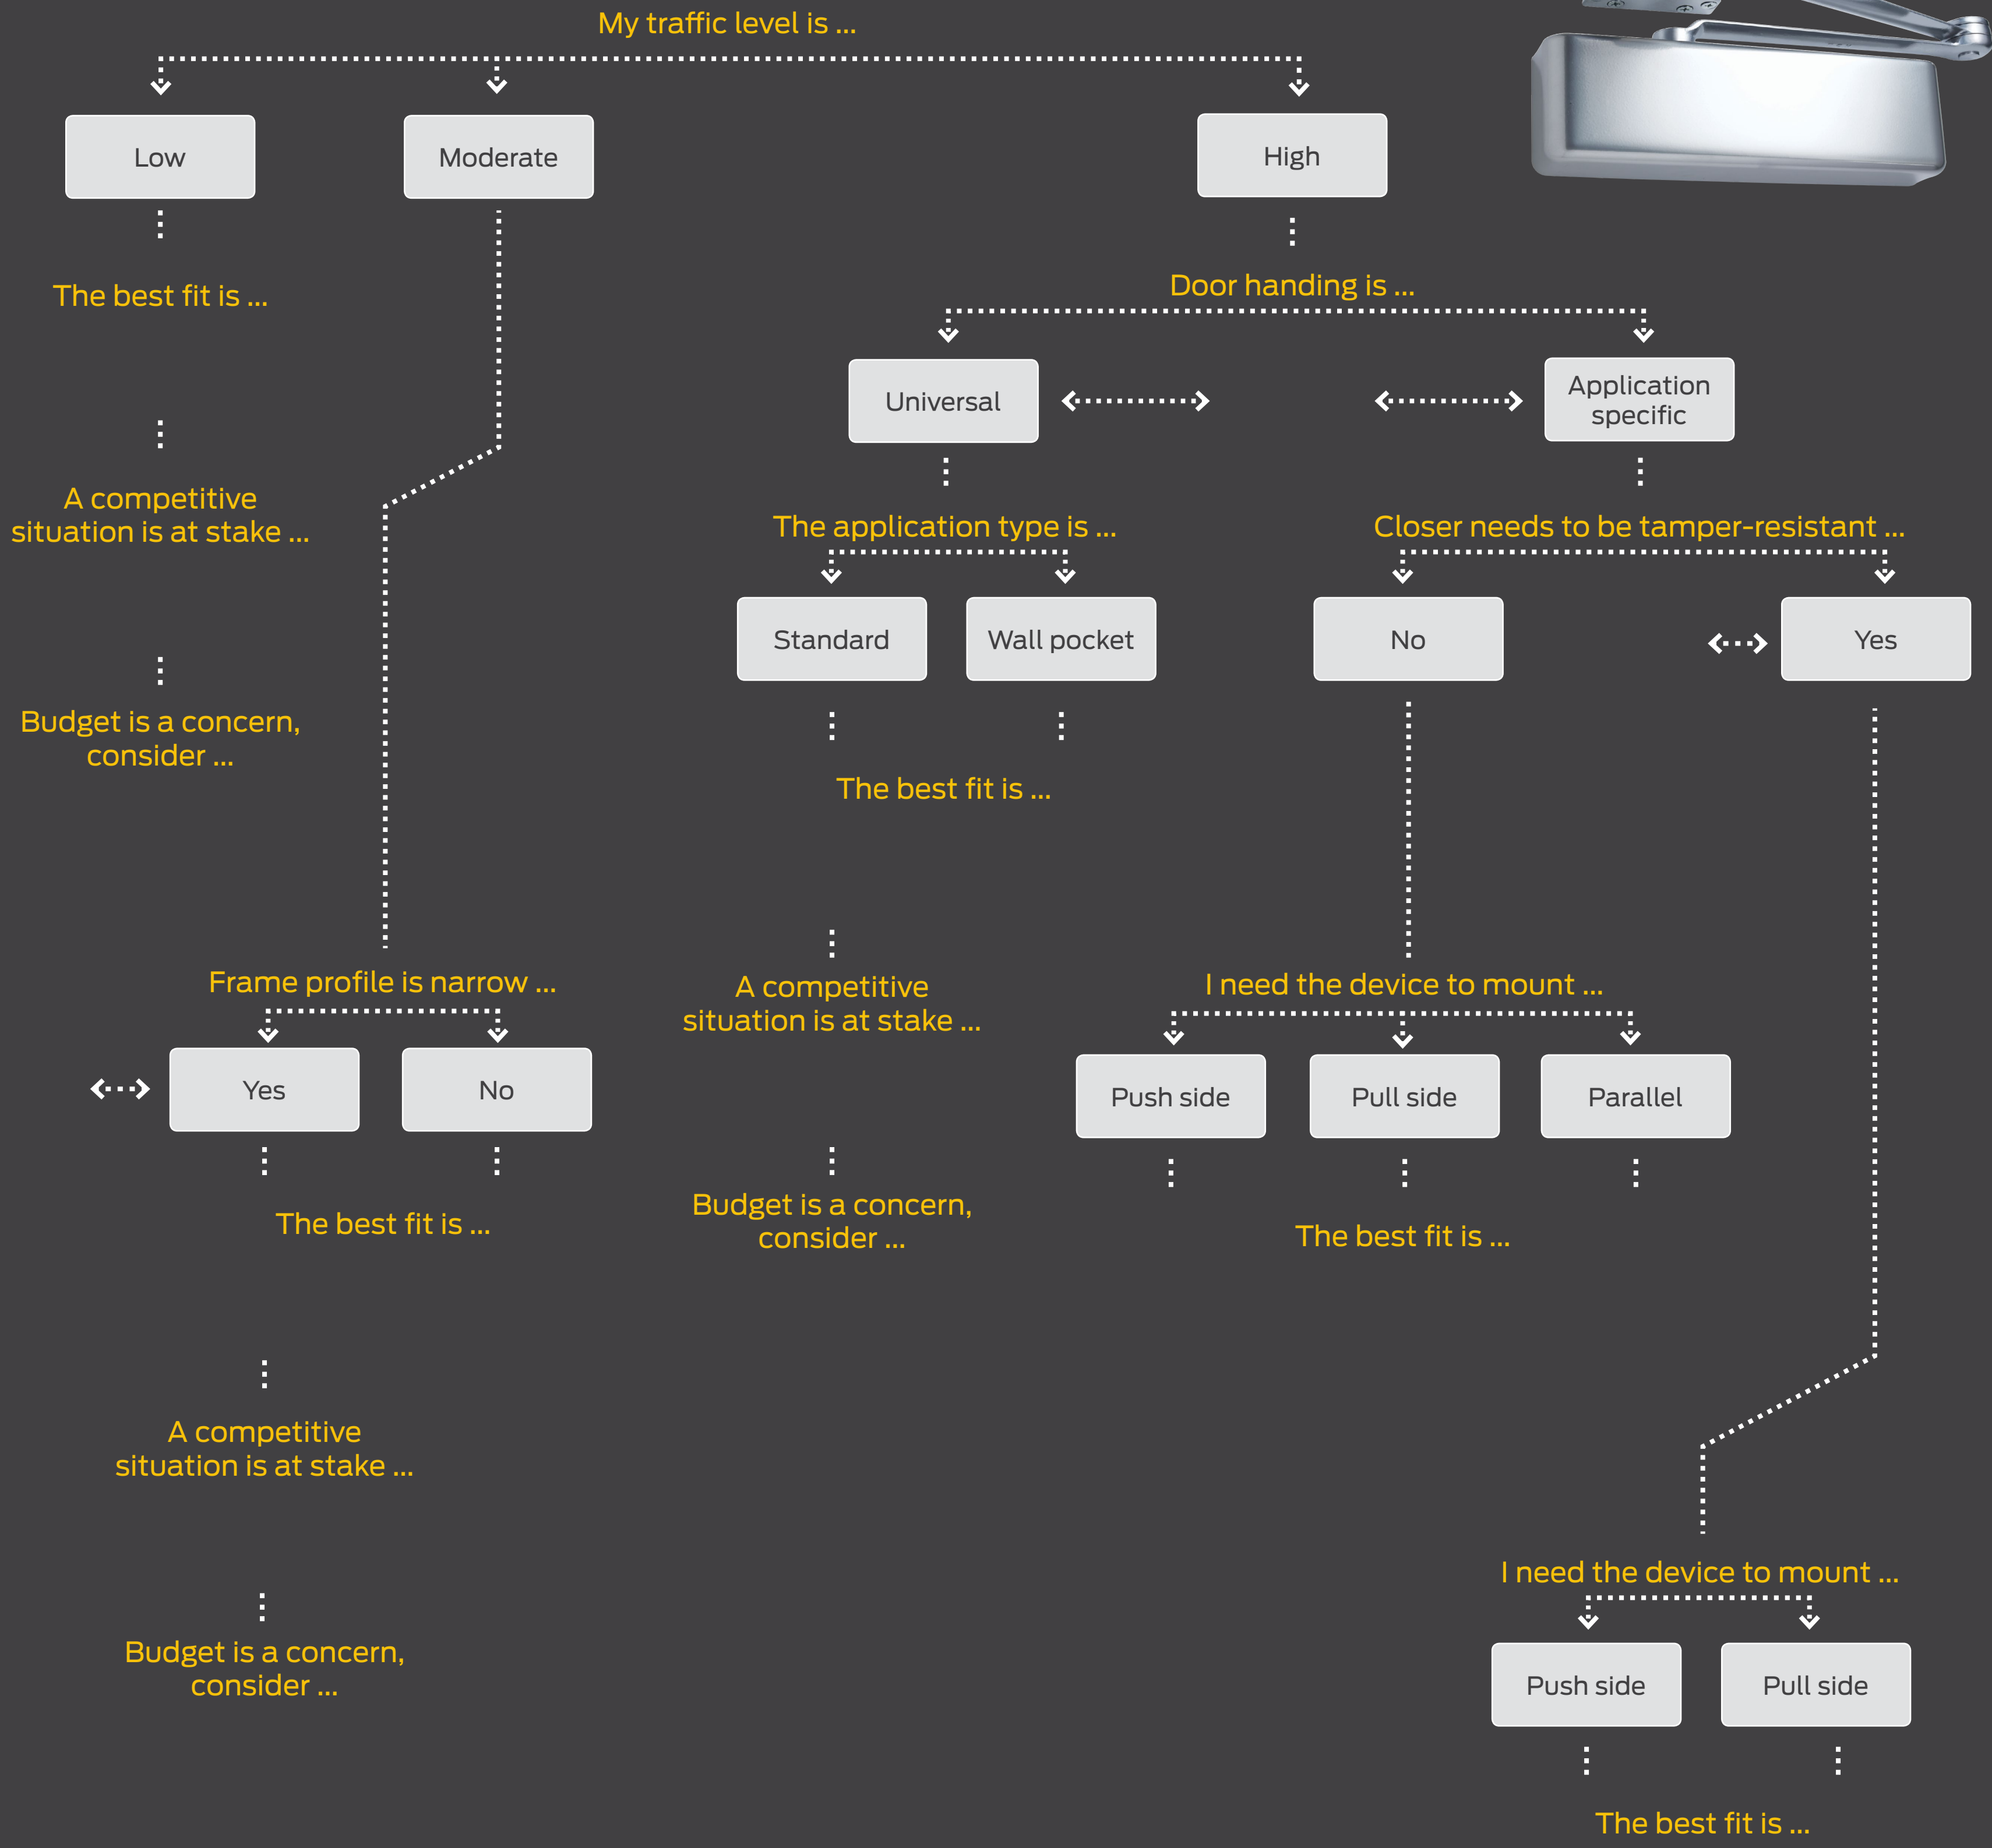 My traffic level is ...
Low
Moderate
High
The best fit is ...
Door handing is ...
Universal
Application
specific
A competitive
situation is at stake ...
The application type is ...
Closer needs to be tamper-resistant ...
Standard
Wall pocket
No
Yes
Budget is a concern,
consider ...
The best fit is ...
Frame profile is narrow ...
A competitive
situation is at stake ...
I need the device to mount ...
Yes
No
Push side
Pull side
Parallel
The best fit is ...
Budget is a concern,
consider ...
The best fit is ...
A competitive
situation is at stake ...
I need the device to mount ...
Budget is a concern,
consider ...
Push side
Pull side
The best fit is ...